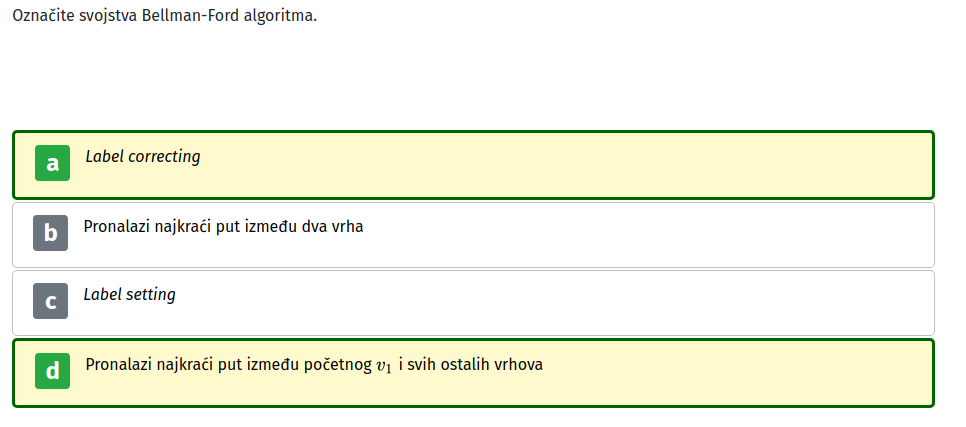 Označite svojstva Bellman-Ford algoritma.
a Label correcting
b Pronalazi najkraći put između dva vrha
c Label setting
d Pronalazi najkraći put između početnog v₁ i svih ostalih vrhova